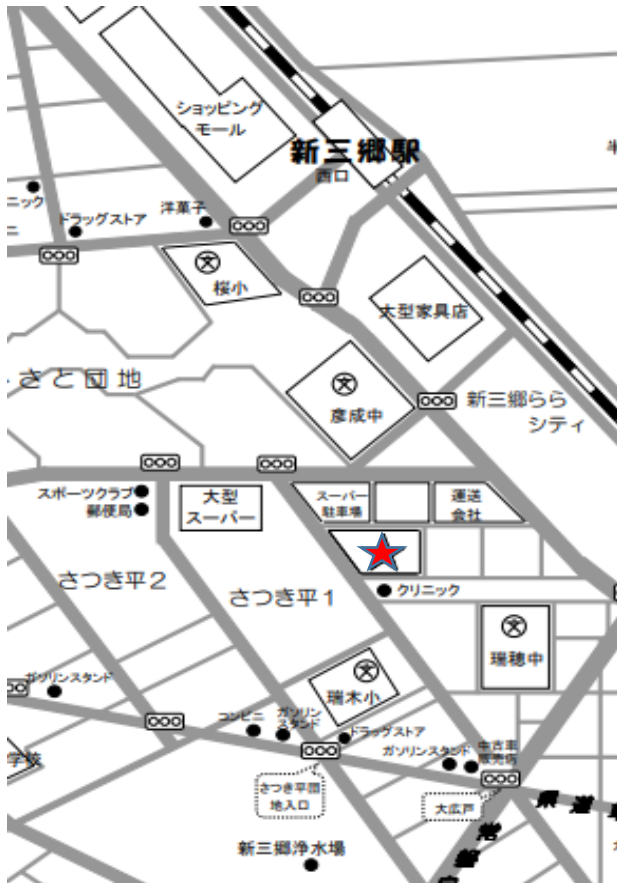 ショッピング
モール
新三郷駅
西口
ニック
ドラッグストア
洋菓子
桜小
大型家具店
さと団地
彦成中
新三郷らら
シティ
スポーツクラブ
郵便局
大型
スーパー
スーパー
駐車場
運送
会社
さつき平2
さつき平1
クリニック
瑞穂中
ガソリンスタンド
瑞木小
コンビニ
ガソリン
スタンド
ドラッグストア
ガソリンスタンド
中古車
販売店
学校
さつき平団
地入口
大広戸
県道
新三郷浄水場